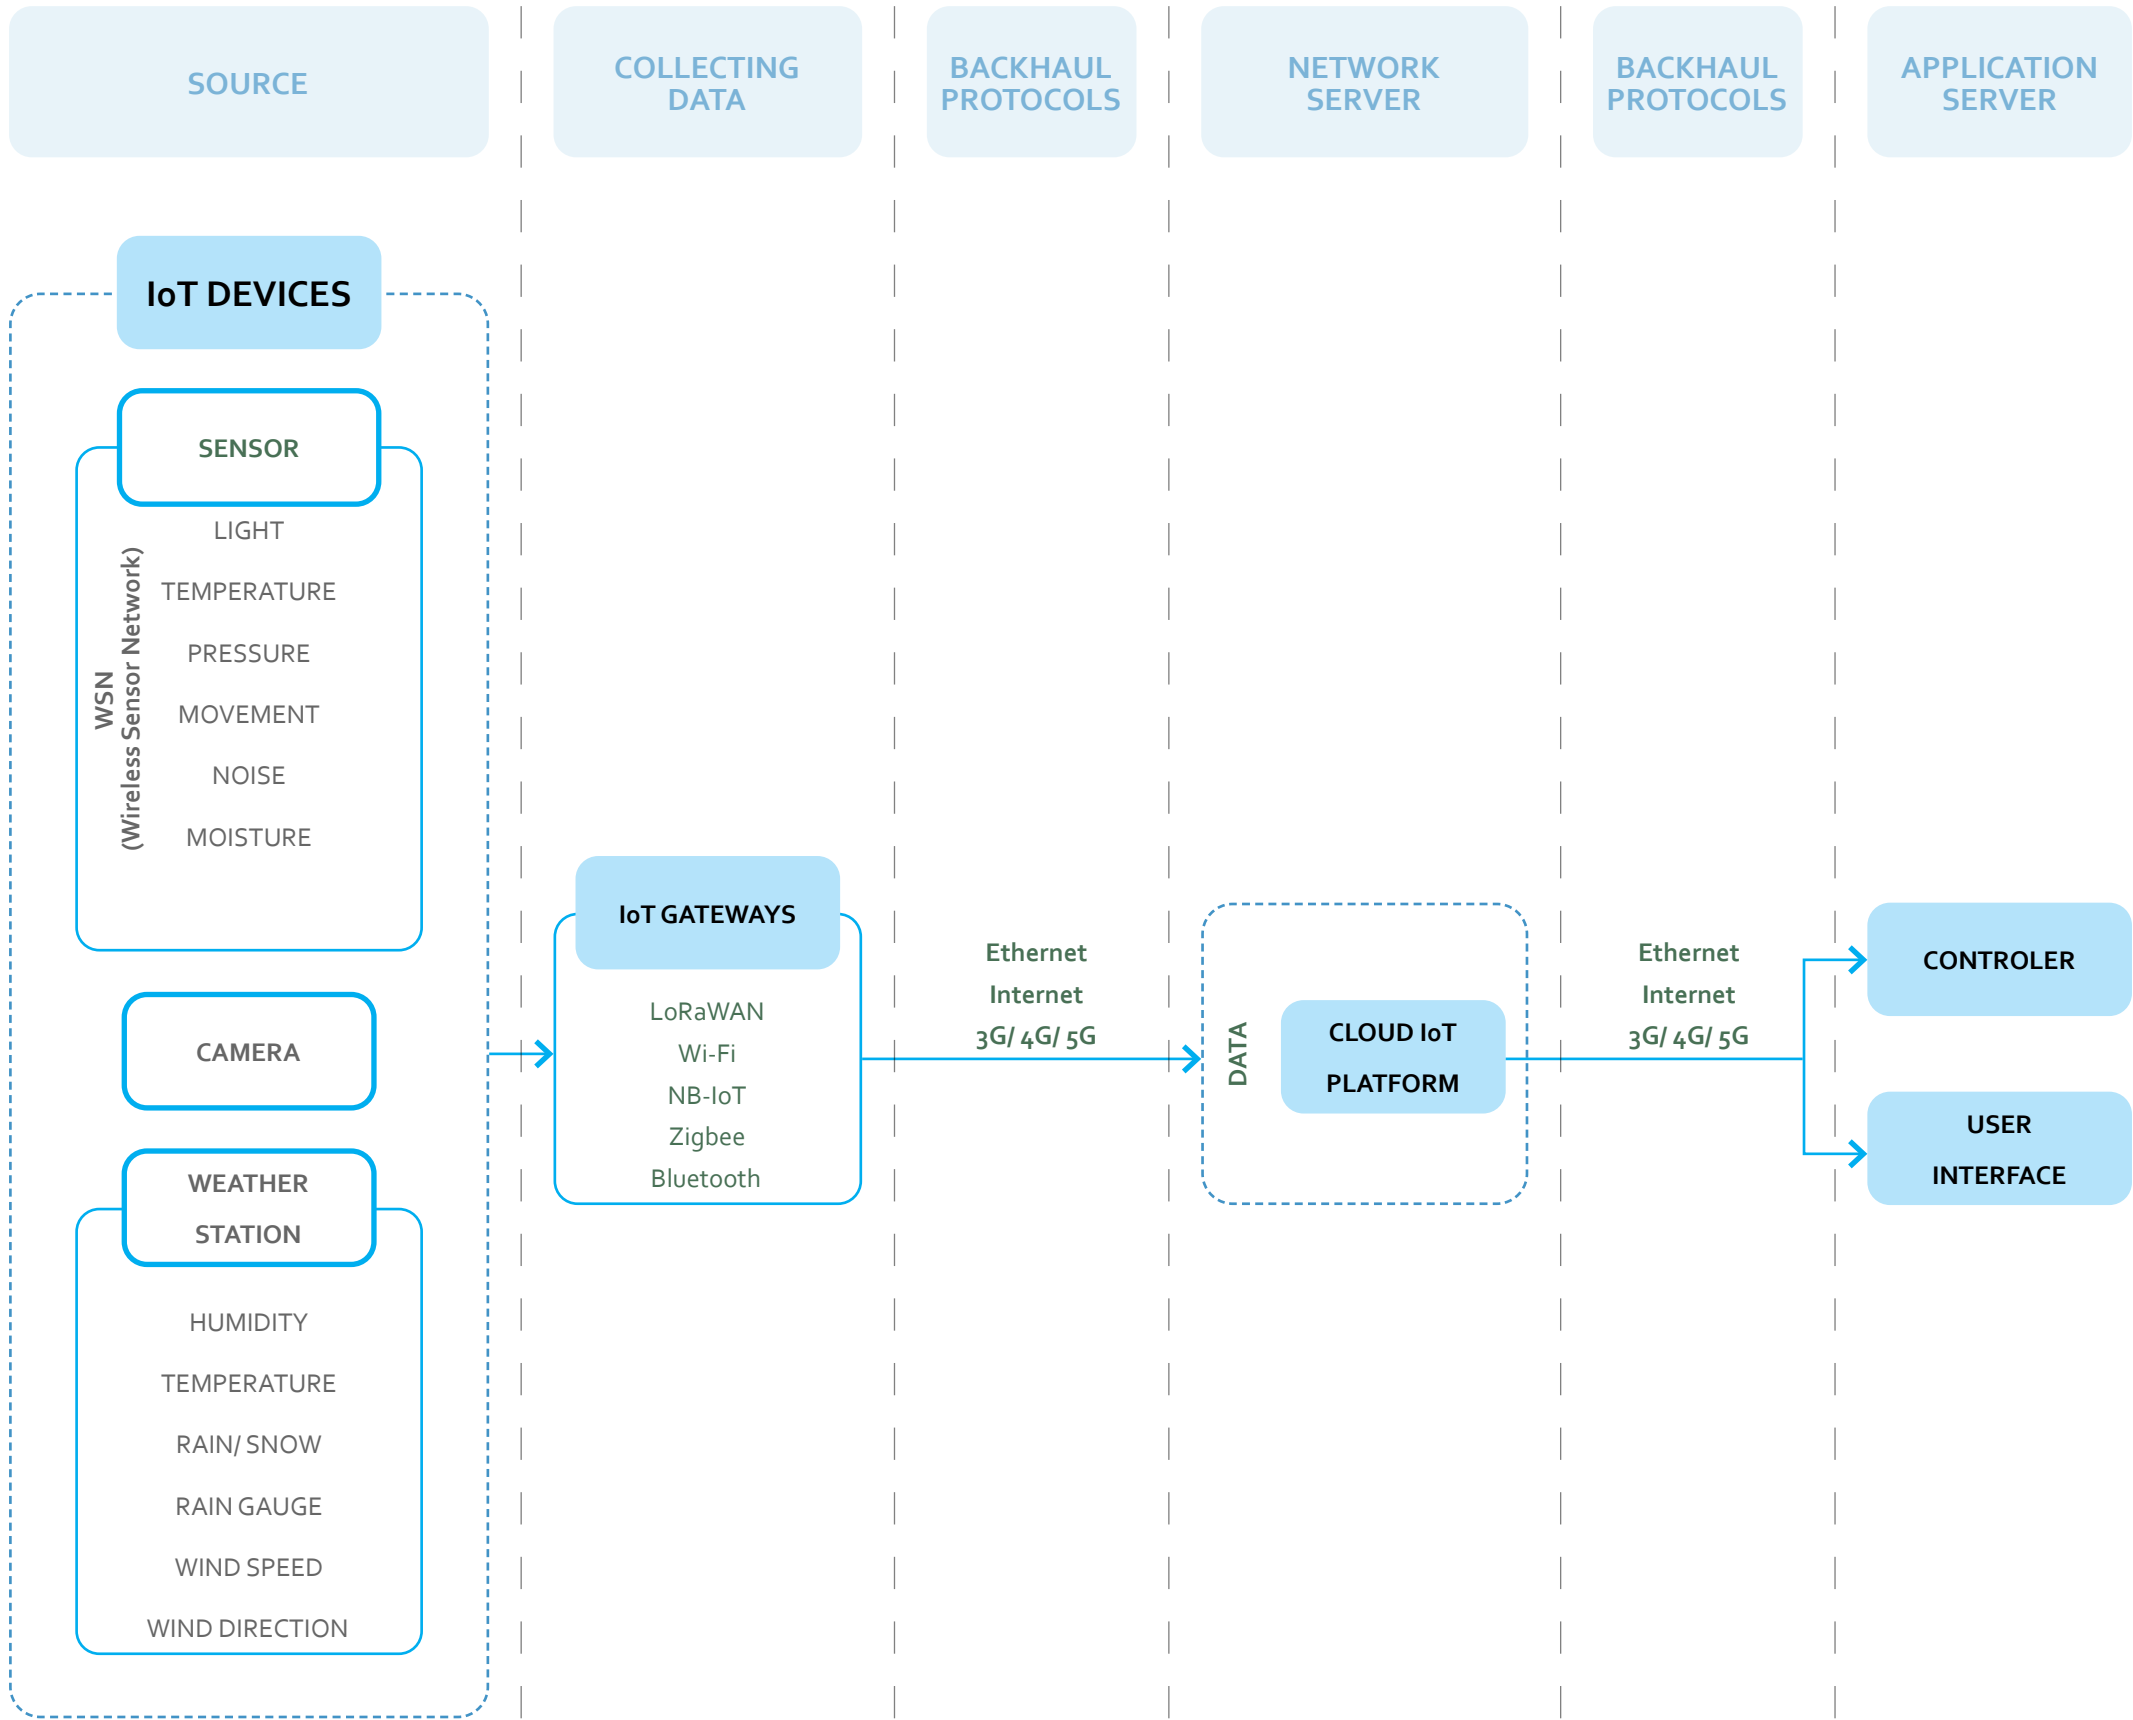 SOURCE
COLLECTING
DATA
BACKHAUL
PROTOCOLS
NETWORK
SERVER
BACKHAUL
PROTOCOLS
APPLICATION
SERVER
IoT DEVICES
SENSOR
WSN
(Wireless Sensor Network)
LIGHT
TEMPERATURE
PRESSURE
MOVEMENT
NOISE
MOISTURE
CAMERA
WEATHER
STATION
HUMIDITY
TEMPERATURE
RAIN/ SNOW
RAIN GAUGE
WIND SPEED
WIND DIRECTION
IoT GATEWAYS
LoRaWAN
Wi-Fi
NB-IoT
Zigbee
Bluetooth
Ethernet
Internet
3G/ 4G/ 5G
DATA
CLOUD IoT
PLATFORM
Ethernet
Internet
3G/ 4G/ 5G
CONTROLER
USER
INTERFACE